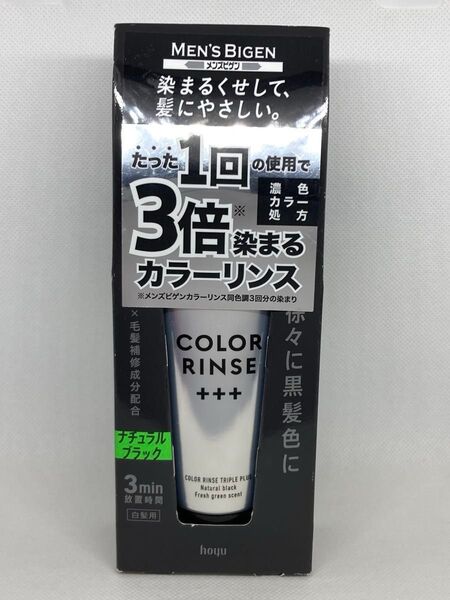 MEN'S BIGEN
メンズビゲン
染まるくせして、
髪にやさしい。
たった1回の使用で
3倍※染まる
カラーリンス
濃色
カラー
処方
※メンズビゲンカラーリンス同色調3回分の染まり
徐々に黒髪色に
×毛髪補修成分配合
COLOR
RINSE
+++
COLOR RINSE TRIPLE PLUS
Natural black
Fresh green scent
ナチュラル
ブラック
3min
放置時間
白髪用
hoyu